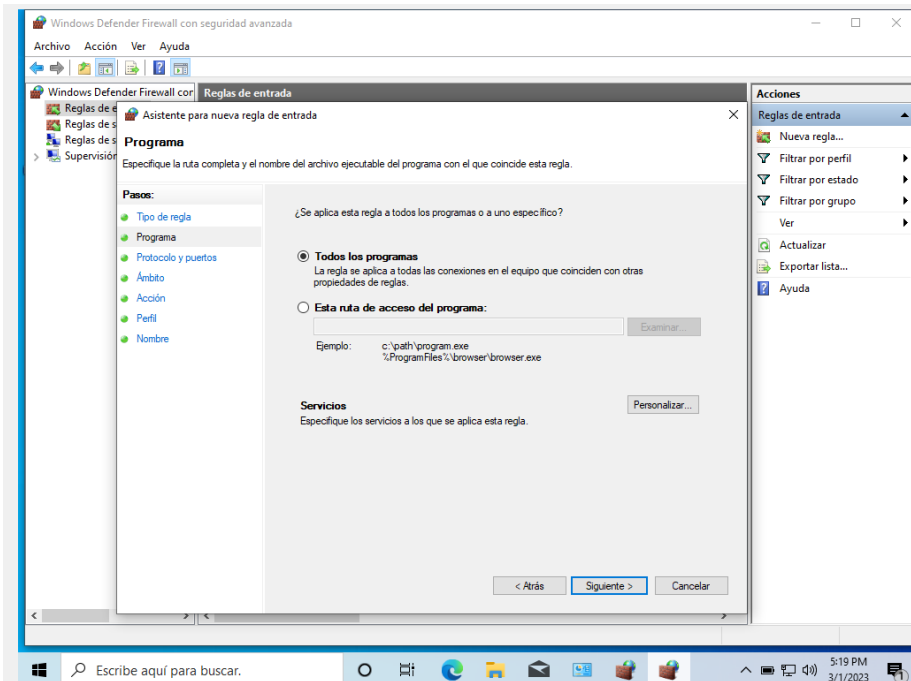 Windows Defender Firewall con seguridad avanzada
Archivo Acción Ver Ayuda
Windows Defender Firewall con
Reglas de e
Reglas de s
Reglas de s
Supervisión
Reglas de entrada
Asistente para nueva regla de entrada
Programa
Especifique la ruta completa y el nombre del archivo ejecutable del programa con el que coincide esta regla.
Pasos:
Tipo de regla
Programa
Protocolo y puertos
Ámbito
Acción
Perfil
Nombre
¿Se aplica esta regla a todos los programas o a uno específico?
Todos los programas
La regla se aplica a todas las conexiones en el equipo que coinciden con otras
propiedades de reglas.
Esta ruta de acceso del programa:
Examinar...
Ejemplo: c:\path\program.exe
%ProgramFiles%\browser\browser.exe
Servicios
Personalizar...
Especifique los servicios a los que se aplica esta regla.
< Atrás Siguiente > Cancelar
Acciones
Reglas de entrada
Nueva regla...
Filtrar por perfil
Filtrar por estado
Filtrar por grupo
Ver
Actualizar
Exportar lista...
Ayuda
Escribe aquí para buscar.
5:19 PM
3/1/2023
1